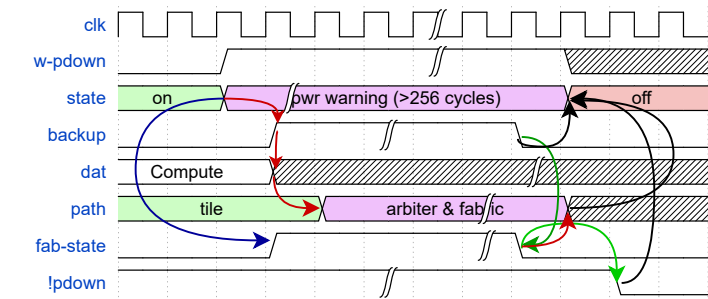 clk
w-pdown
state on pwr warning (>256 cycles) off
backup
dat Compute
path tile arbiter & fabric
fab-state
!pdown